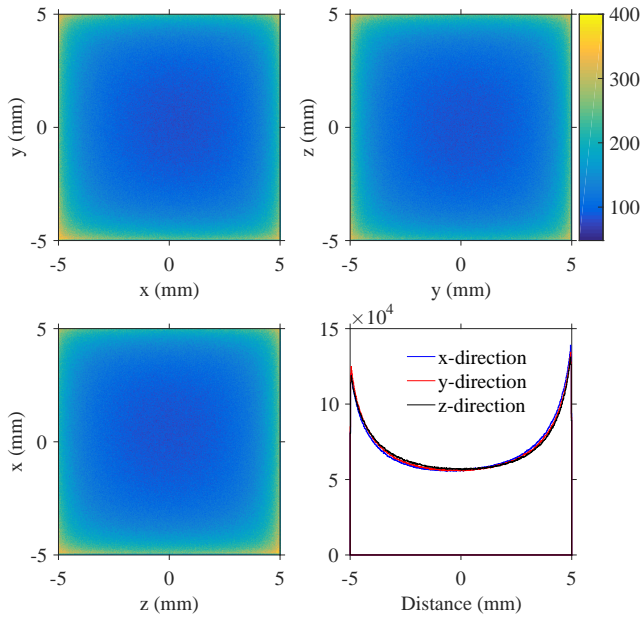 5
0
-5
y (mm)
-5 0 5
x (mm)
5
0
-5
z (mm)
-5 0 5
y (mm)
400
300
200
100
5
0
-5
x (mm)
-5 0 5
z (mm)
×10⁴
15
10
5
0
x-direction
y-direction
z-direction
-5 0 5
Distance (mm)